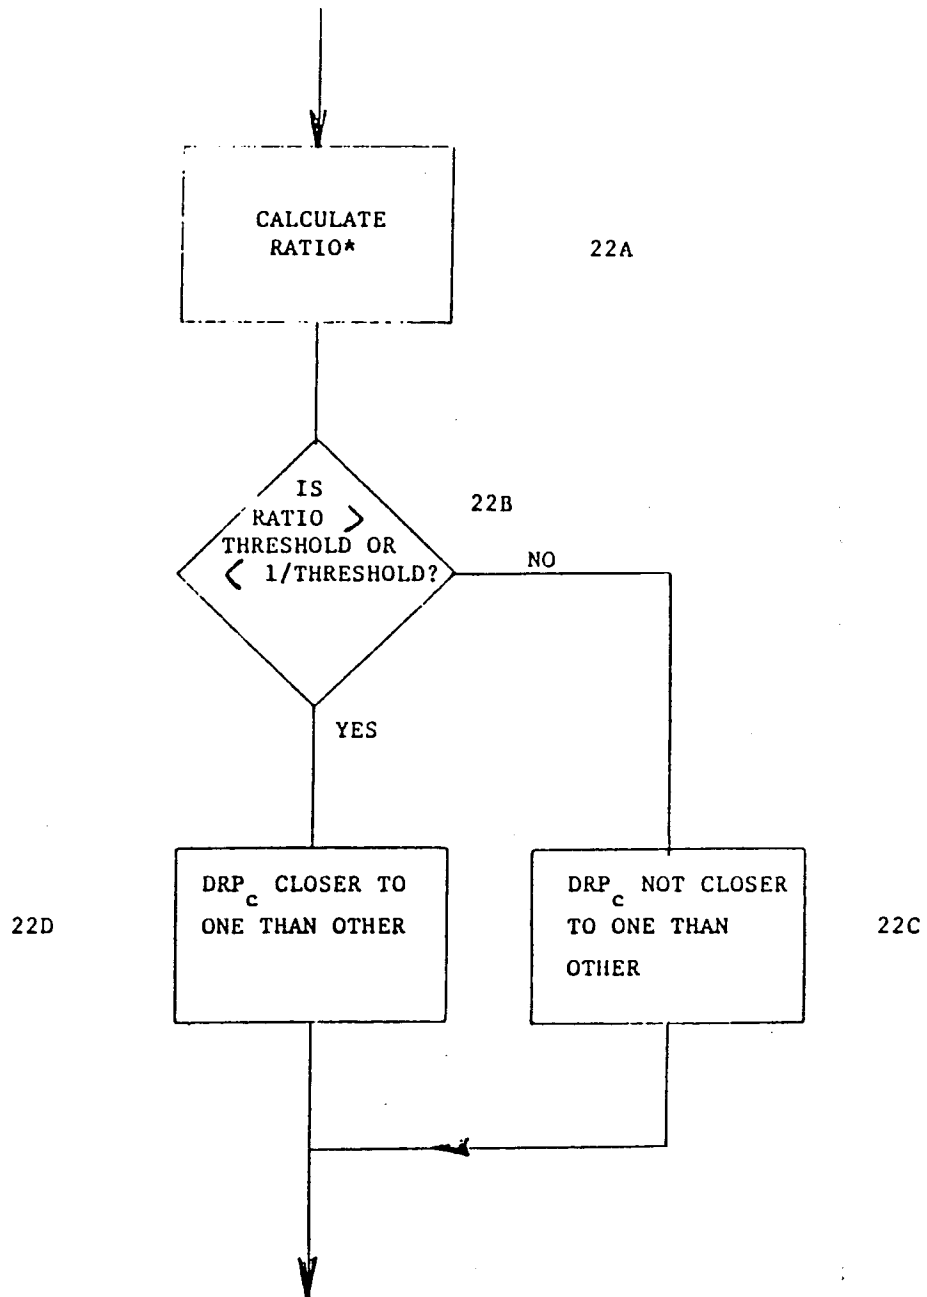 CALCULATE
RATIO*
22A
IS
RATIO >
THRESHOLD OR
< 1/THRESHOLD?
22B
NO
YES
DRPc CLOSER TO
ONE THAN OTHER
22D
DRPc NOT CLOSER
TO ONE THAN
OTHER
22C